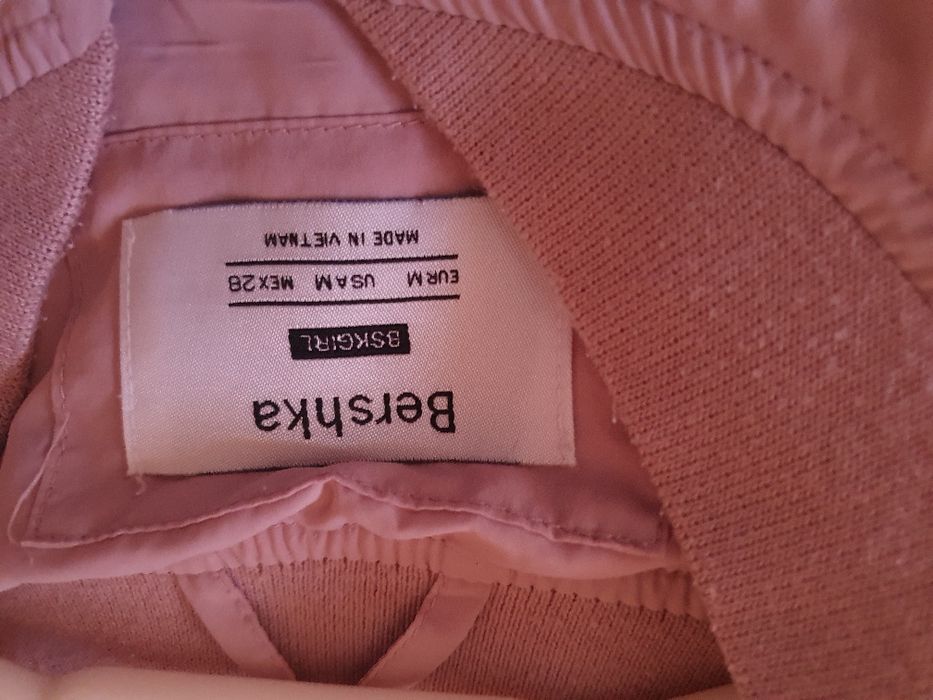 Bershka
BSKGIRL
EUR M USA M MEX 28
MADE IN VIETNAM